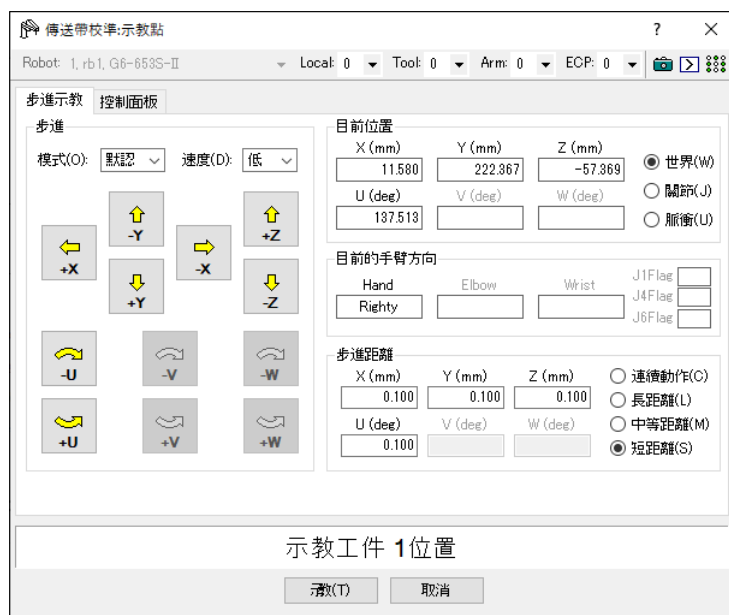 傳送帶校準:示教點 ? ×
Robot: 1, rb1, G6-653S-II Local: 0 Tool: 0 Arm: 0 ECP: 0
步進示教 控制面板
步進
模式(O): 默認 速度(D): 低
-Y +Z
+X -X
+Y -Z
-U -V -W
+U +V +W
目前位置
X (mm) Y (mm) Z (mm)
11.580 222.367 -57.369
U (deg) V (deg) W (deg)
137.513
世界(W)
關節(J)
脈衝(U)
目前的手臂方向
Hand Elbow Wrist
Righty
J1Flag
J4Flag
J6Flag
步進距離
X (mm) Y (mm) Z (mm)
0.100 0.100 0.100
U (deg) V (deg) W (deg)
0.100
連續動作(C)
長距離(L)
中等距離(M)
短距離(S)
示教工件 1位置
示教(T) 取消